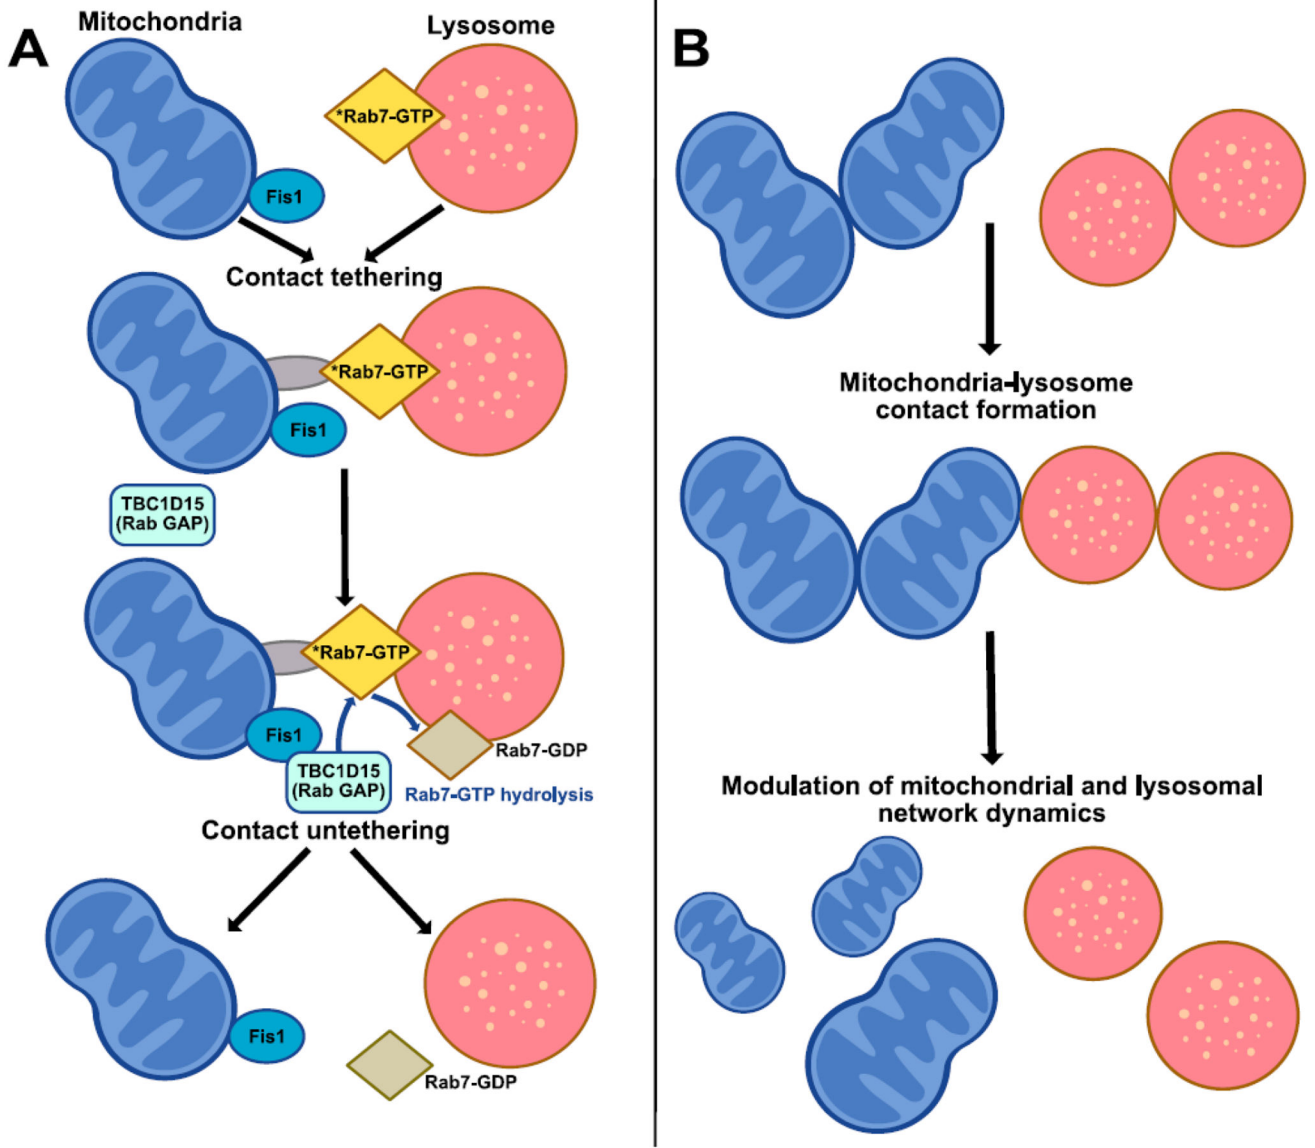 A
Mitochondria
Lysosome
*Rab7-GTP
Fis1
Contact tethering
*Rab7-GTP
Fis1
TBC1D15
(Rab GAP)
*Rab7-GTP
Fis1
Rab7-GDP
TBC1D15
(Rab GAP)
Rab7-GTP hydrolysis
Contact untethering
Fis1
Rab7-GDP
B
Mitochondria-lysosome
contact formation
Modulation of mitochondrial and lysosomal
network dynamics